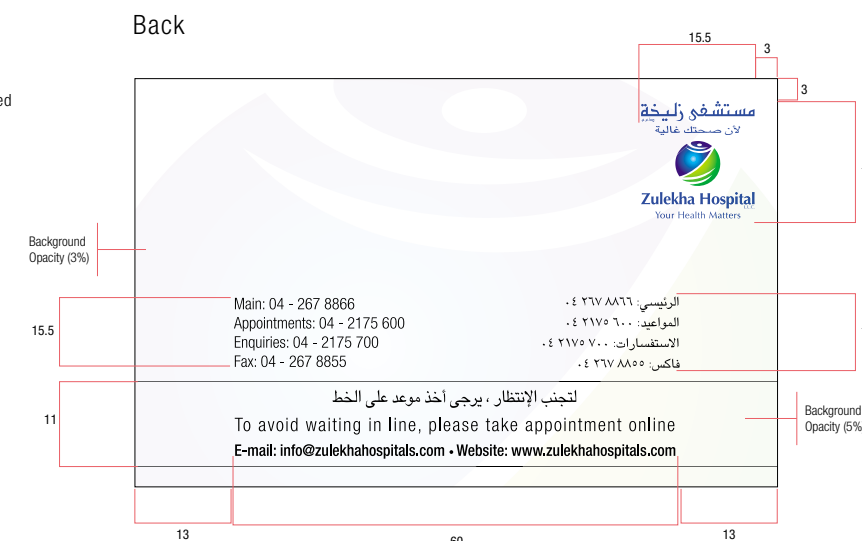 Back
15.5
3
ed
3
مستشفى زليخة
لأن صحتك غالية
Zulekha Hospital
LLC
Your Health Matters
Background
Opacity (3%)
15.5
Main: 04 - 267 8866
Appointments: 04 - 2175 600
Enquiries: 04 - 2175 700
Fax: 04 - 267 8855
الرئيسي: ٨٨٦٦ ٢٦٧ ٠٤
المواعيد: ٦٠٠ ٢١٧٥ ٠٤
الاستفسارات: ٧٠٠ ٢١٧٥ ٠٤
فاكس: ٨٨٥٥ ٢٦٧ ٠٤
11
لتجنب الإنتظار ، يرجى أخذ موعد على الخط
To avoid waiting in line, please take appointment online
E-mail: info@zulekhahospitals.com • Website: www.zulekhahospitals.com
Background
Opacity (5%
13
13